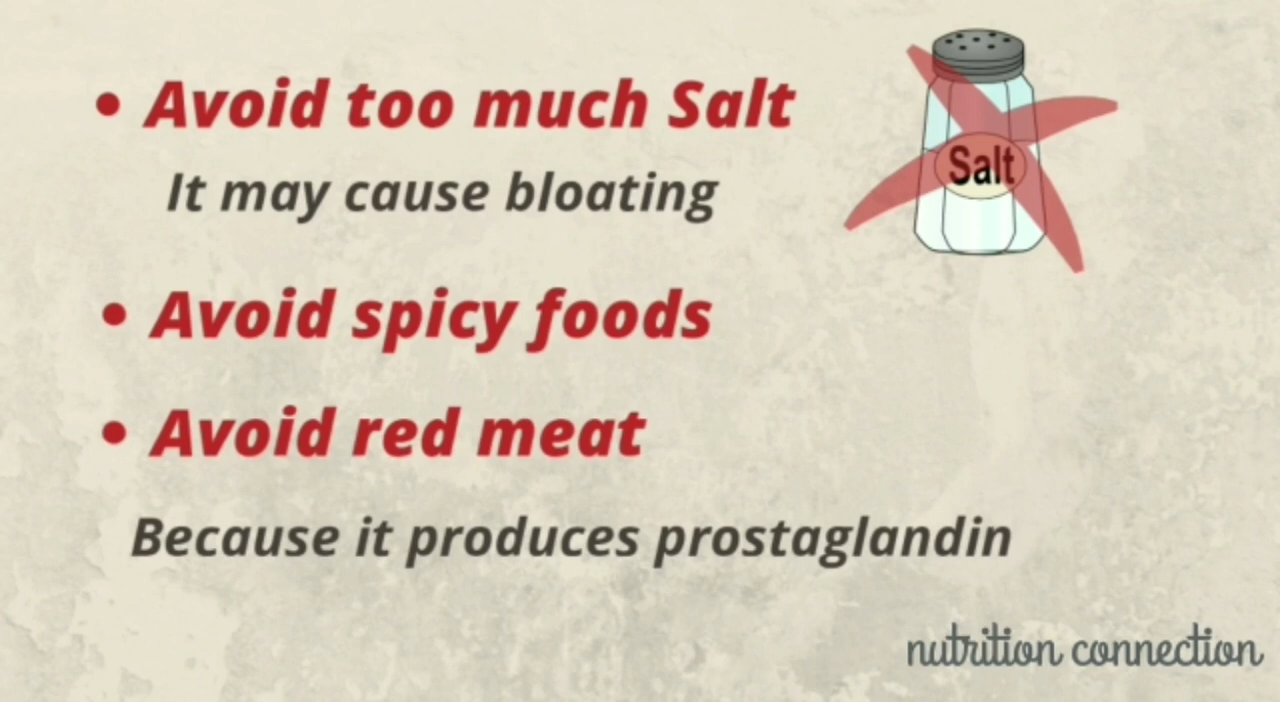 • Avoid too much Salt
It may cause bloating
Salt
• Avoid spicy foods
• Avoid red meat
Because it produces prostaglandin
nutrition connection